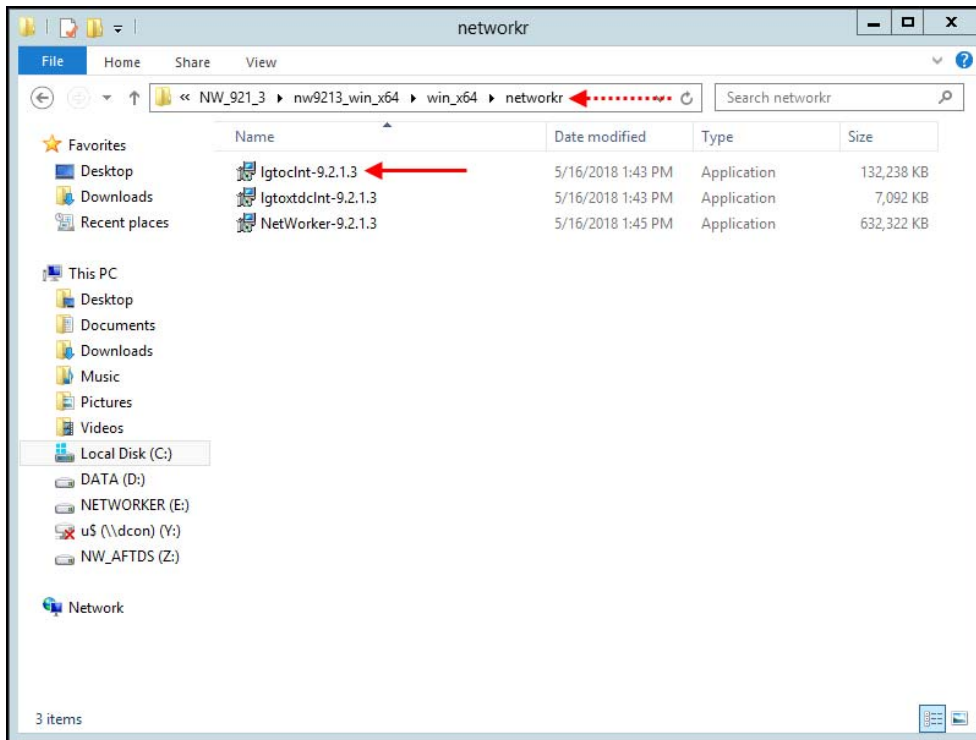 networkr
File Home Share View
« NW_921_3 nw9213_win_x64 win_x64 networkr Search networkr
Name Date modified Type Size
Favorites
Desktop
Downloads
Recent places
lgtoclnt-9.2.1.3 5/16/2018 1:43 PM Application 132,238 KB
lgtoxtdclnt-9.2.1.3 5/16/2018 1:43 PM Application 7,092 KB
NetWorker-9.2.1.3 5/16/2018 1:45 PM Application 632,322 KB
This PC
Desktop
Documents
Downloads
Music
Pictures
Videos
Local Disk (C:)
DATA (D:)
NETWORKER (E:)
u$ (\\dcon) (Y:)
NW_AFTDS (Z:)
Network
3 items